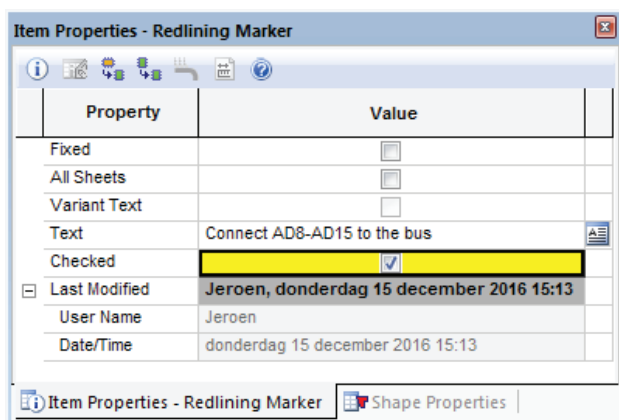 Item Properties - Redlining Marker
Property Value
Fixed
All Sheets
Variant Text
Text Connect AD8-AD15 to the bus
Checked
Last Modified Jeroen, donderdag 15 december 2016 15:13
User Name Jeroen
Date/Time donderdag 15 december 2016 15:13
Item Properties - Redlining Marker Shape Properties